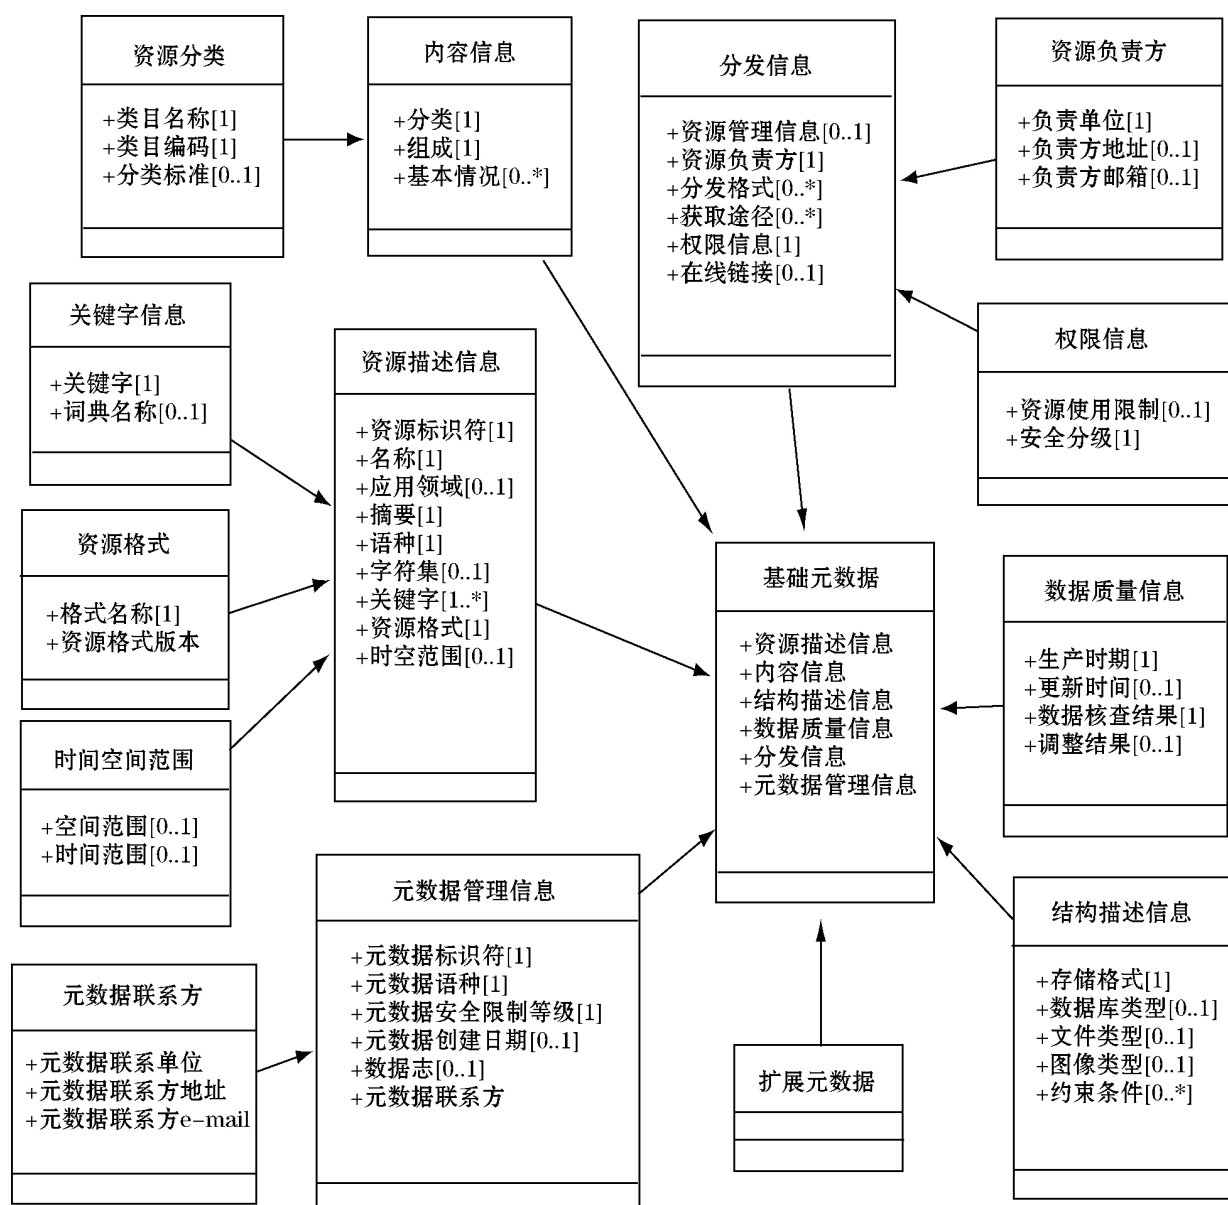 资源分类
+类目名称[1]
+类目编码[1]
+分类标准[0..1]
内容信息
+分类[1]
+组成[1]
+基本情况[0..*]
分发信息
+资源管理信息[0..1]
+资源负责方[1]
+分发格式[0..*]
+获取途径[0..*]
+权限信息[1]
+在线链接[0..1]
资源负责方
+负责单位[1]
+负责方地址[0..1]
+负责方邮箱[0..1]
关键字信息
+关键字[1]
+词典名称[0..1]
资源描述信息
+资源标识符[1]
+名称[1]
+应用领域[0..1]
+摘要[1]
+语种[1]
+字符集[0..1]
+关键字[1..*]
+资源格式[1]
+时空范围[0..1]
权限信息
+资源使用限制[0..1]
+安全分级[1]
资源格式
+格式名称[1]
+资源格式版本
基础元数据
+资源描述信息
+内容信息
+结构描述信息
+数据质量信息
+分发信息
+元数据管理信息
数据质量信息
+生产时期[1]
+更新时间[0..1]
+数据核查结果[1]
+调整结果[0..1]
时间空间范围
+空间范围[0..1]
+时间范围[0..1]
元数据管理信息
+元数据标识符[1]
+元数据语种[1]
+元数据安全限制等级[1]
+元数据创建日期[0..1]
+数据志[0..1]
+元数据联系方
结构描述信息
+存储格式[1]
+数据库类型[0..1]
+文件类型[0..1]
+图像类型[0..1]
+约束条件[0..*]
元数据联系方
+元数据联系单位
+元数据联系方地址
+元数据联系方e-mail
扩展元数据